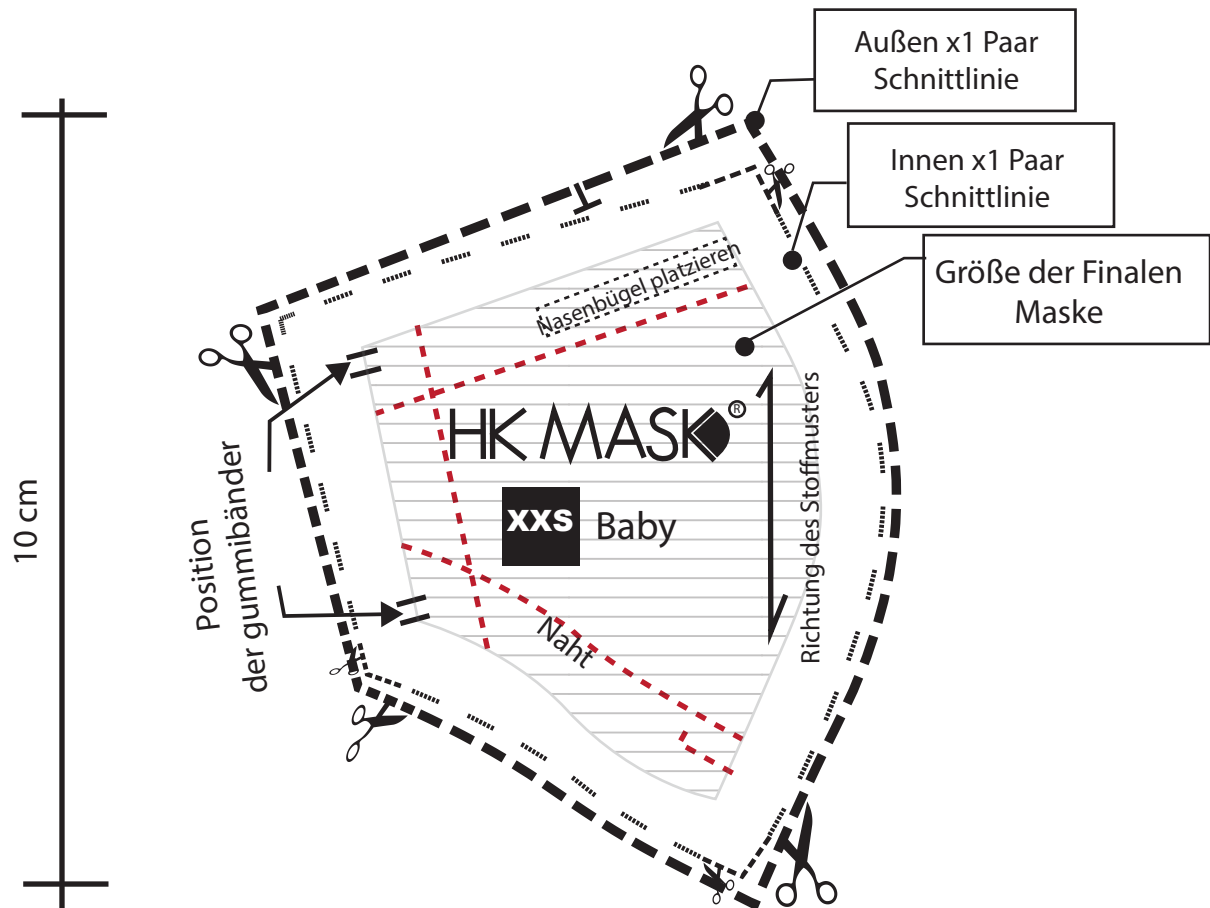 Außen x1 Paar
Schnittlinie
Innen x1 Paar
Schnittlinie
Größe der Finalen
Maske
Nasenbügel platzieren
HK MASK®
XXS Baby
Richtung des Stoffmusters
Naht
Position
der gummibänder
10 cm